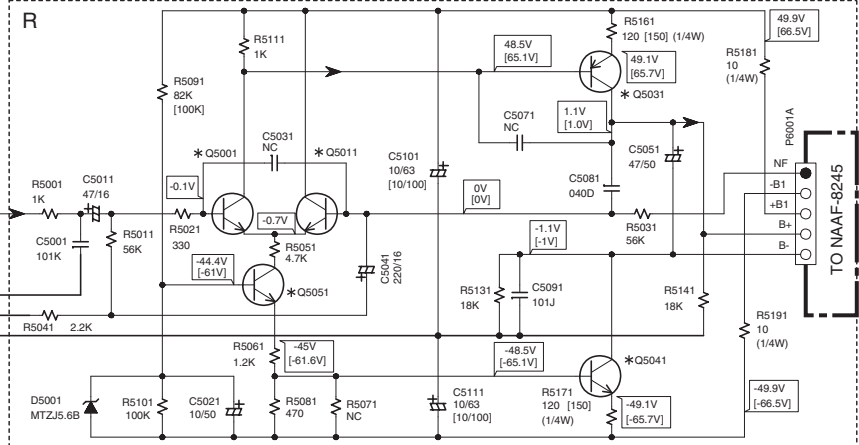 R
R5111
1K
R5161
120 [150] (1/4W)
48.5V
[65.1V]
49.1V
[65.7V]
R5181
10
(1/4W)
49.9V
[66.5V]
R5091
82K
[100K]
*Q5031
C5031
NC
*Q5001
*Q5011
C5101
10/63
[10/100]
C5071
NC
1.1V
[1.0V]
C5051
47/50
P6001A
R5001
1K
C5011
47/16
-0.1V
C5081
040D
0V
[0V]
NF
-B1
+B1
B+
B-
TO NAAF-8245
C5001
101K
R5011
56K
R5021
330
-0.7V
R5051
4.7K
R5031
56K
-1.1V
[-1V]
-44.4V
[-61V]
C5041
220/16
*Q5051
R5131
18K
C5091
101J
R5141
18K
R5041 2.2K
R5191
10
(1/4W)
R5061
1.2K
-45V
[-61.6V]
-48.5V
[-65.1V]
*Q5041
D5001
MTZJ5.6B
R5101
100K
C5021
10/50
R5081
470
R5071
NC
C5111
10/63
[10/100]
R5171
120 [150]
(1/4W)
-49.1V
[-65.7V]
-49.9V
[-66.5V]